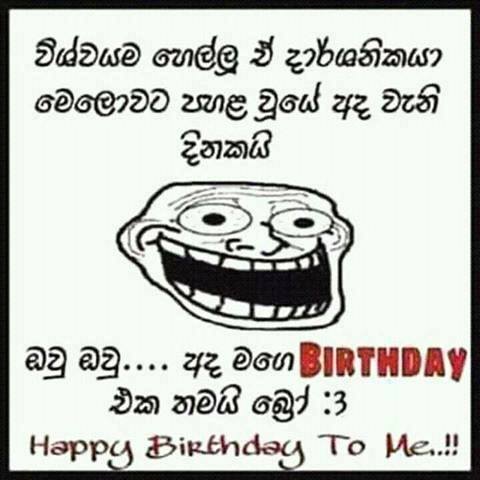 විශ්වයම හෙල්ලූ ඒ දාර්ශනිකයා
මෙලොවට පහළ වූයේ අද වැනි
දිනකයි
ඔව් ඔව්.... අද මගෙ BIRTHDAY
එක තමයි බ්‍රෝ :3
Happy Birthday To Me..!!